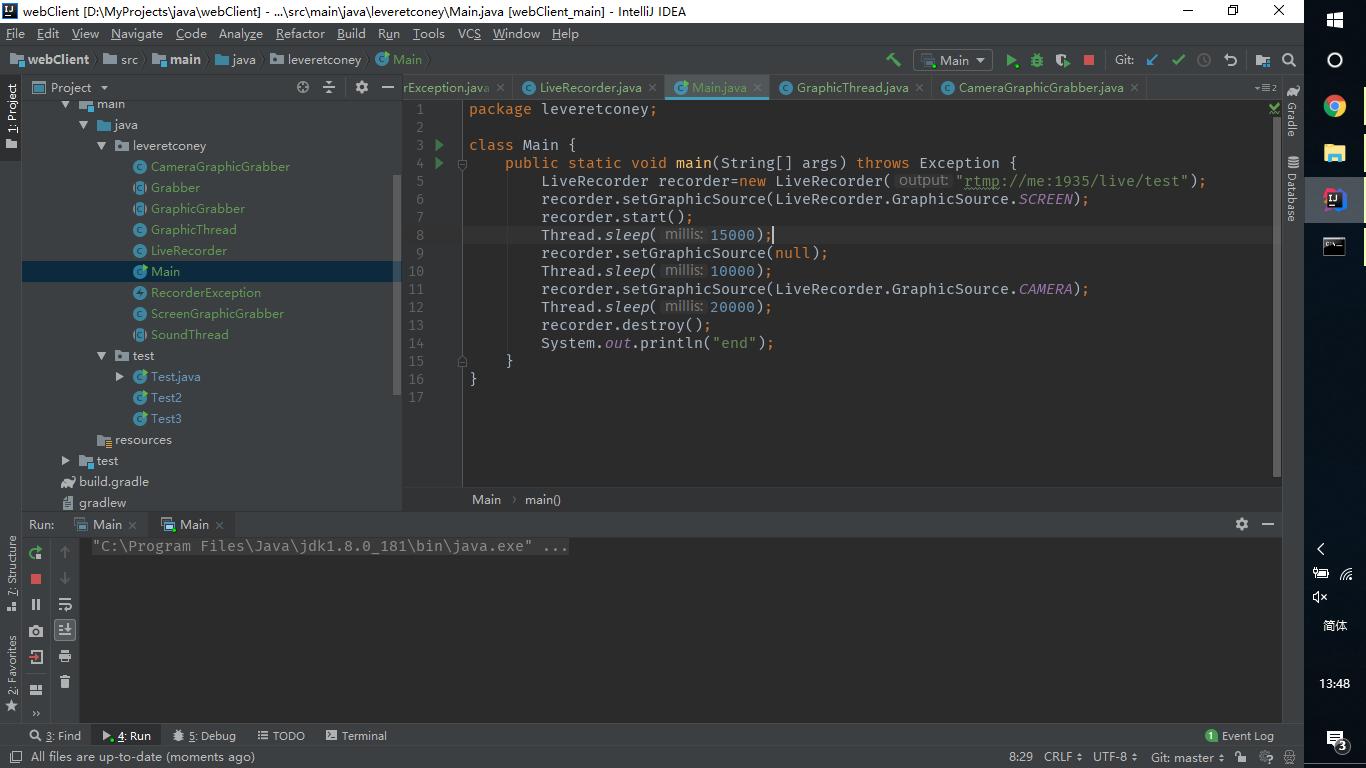 webClient [D:\MyProjects\java\webClient] - ...\src\main\java\leveretconey\Main.java [webClient_main] - IntelliJ IDEA
File Edit View Navigate Code Analyze Refactor Build Run Tools VCS Window Help
webClient src main java leveretconey Main
Main Git:
1: Project
Project
main
java
leveretconey
CameraGraphicGrabber
Grabber
GraphicGrabber
GraphicThread
LiveRecorder
Main
RecorderException
ScreenGraphicGrabber
SoundThread
test
Test.java
Test2
Test3
resources
test
build.gradle
gradlew
rException.java LiveRecorder.java Main.java GraphicThread.java CameraGraphicGrabber.java
≡2
1 package leveretconey;
2
3 class Main {
4 public static void main(String[] args) throws Exception {
5 LiveRecorder recorder=new LiveRecorder( output: "rtmp://me:1935/live/test");
6 recorder.setGraphicSource(LiveRecorder.GraphicSource.SCREEN);
7 recorder.start();
8 Thread.sleep( millis: 15000);
9 recorder.setGraphicSource(null);
10 Thread.sleep( millis: 10000);
11 recorder.setGraphicSource(LiveRecorder.GraphicSource.CAMERA);
12 Thread.sleep( millis: 20000);
13 recorder.destroy();
14 System.out.println("end");
15 }
16 }
17
Main › main()
Gradle
Database
Run: Main Main
"C:\Program Files\Java\jdk1.8.0_181\bin\java.exe" ...
7: Structure
2: Favorites
3: Find 4: Run 5: Debug TODO Terminal 1 Event Log
All files are up-to-date (moments ago) 8:29 CRLF UTF-8 Git: master
简体
13:48
3